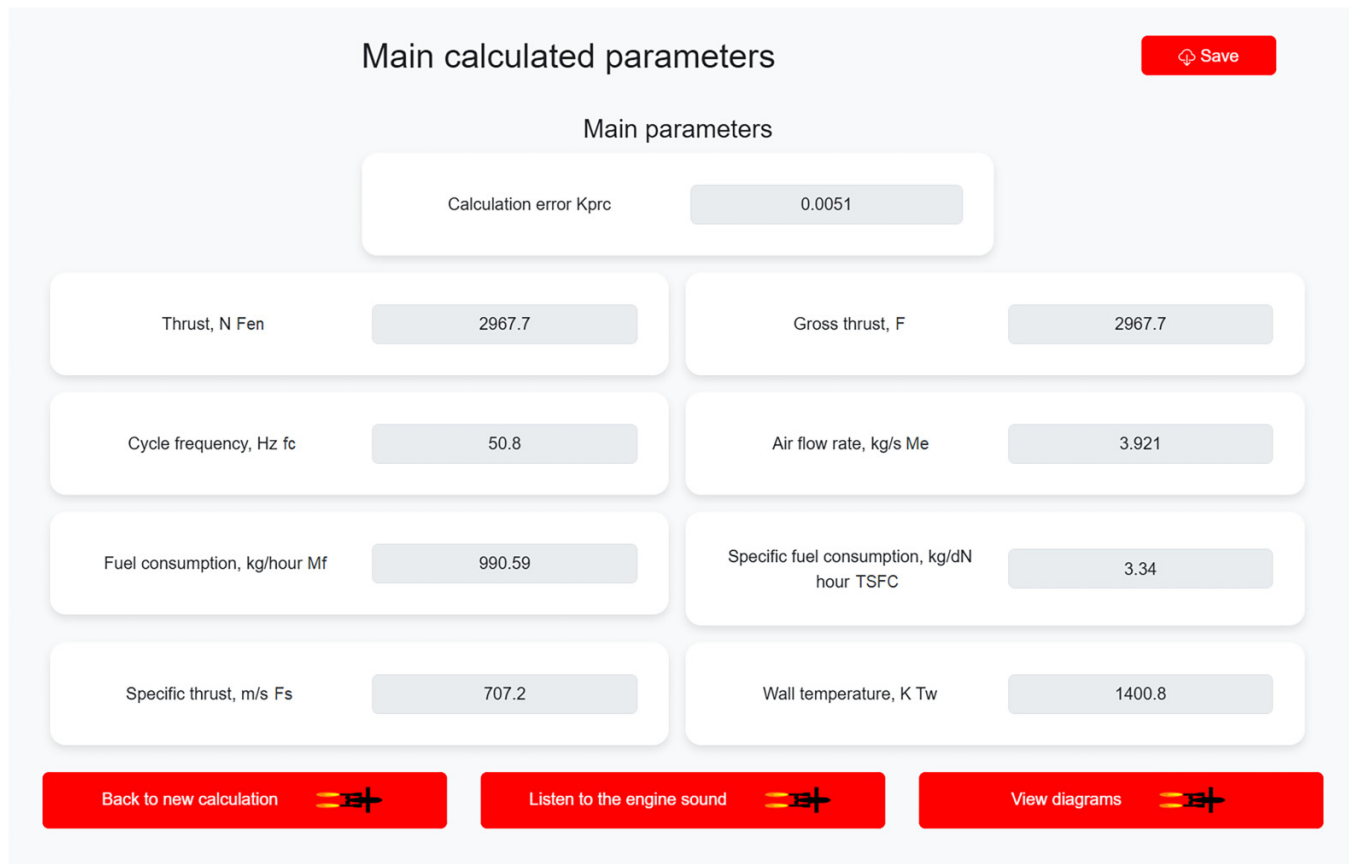 Main calculated parameters
Save
Main parameters
Calculation error Kprc
0.0051
Thrust, N Fen
2967.7
Gross thrust, F
2967.7
Cycle frequency, Hz fc
50.8
Air flow rate, kg/s Me
3.921
Fuel consumption, kg/hour Mf
990.59
Specific fuel consumption, kg/dN
hour TSFC
3.34
Specific thrust, m/s Fs
707.2
Wall temperature, K Tw
1400.8
Back to new calculation
Listen to the engine sound
View diagrams